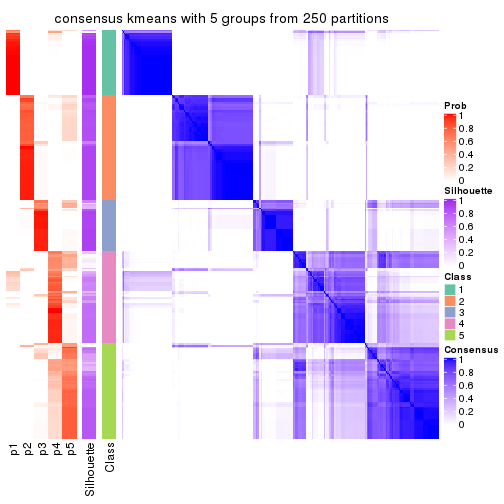 consensus kmeans with 5 groups from 250 partitions
Prob
1
0.8
0.6
0.4
0.2
0
Silhouette
1
0.8
0.6
0.4
0.2
0
Class
1
2
3
4
5
Consensus
1
0.8
0.6
0.4
0.2
0
p1
p2
p3
p4
p5
Silhouette
Class